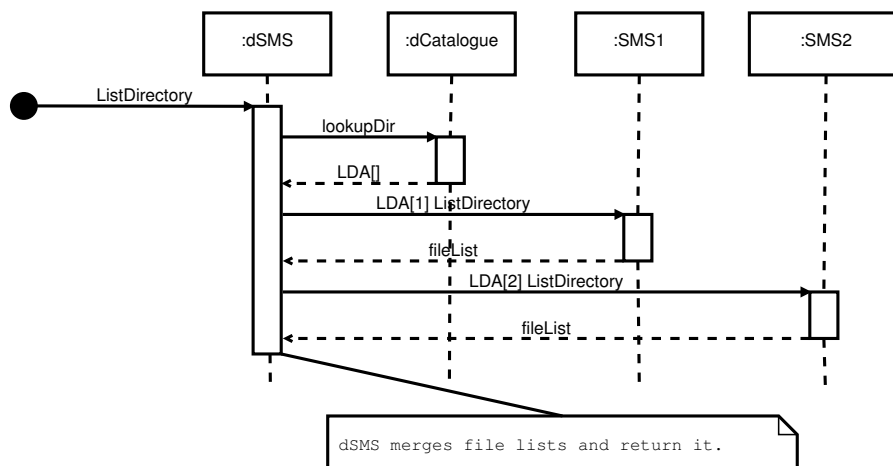 :dSMS
:dCatalogue
:SMS1
:SMS2
ListDirectory
lookupDir
LDA[]
LDA[1] ListDirectory
fileList
LDA[2] ListDirectory
fileList
dSMS merges file lists and return it.